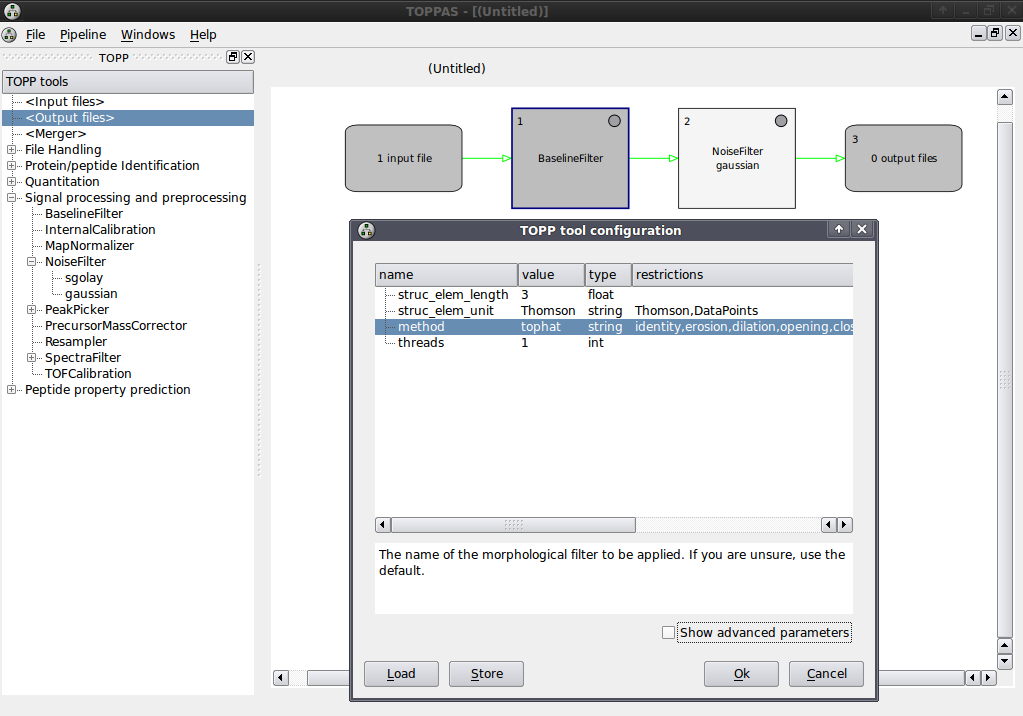 TOPPAS - [(Untitled)]
File Pipeline Windows Help
TOPP
(Untitled)
TOPP tools
<Input files>
<Output files>
<Merger>
File Handling
Protein/peptide Identification
Quantitation
Signal processing and preprocessing
BaselineFilter
InternalCalibration
MapNormalizer
NoiseFilter
sgolay
gaussian
PeakPicker
PrecursorMassCorrector
Resampler
SpectraFilter
TOFCalibration
Peptide property prediction
1 input file
1
BaselineFilter
2
NoiseFilter
gaussian
3
0 output files
TOPP tool configuration
name value type restrictions
struc_elem_length 3 float
struc_elem_unit Thomson string Thomson,DataPoints
method tophat string identity,erosion,dilation,opening,clos
threads 1 int
The name of the morphological filter to be applied. If you are unsure, use the
default.
Show advanced parameters
Load Store Ok Cancel